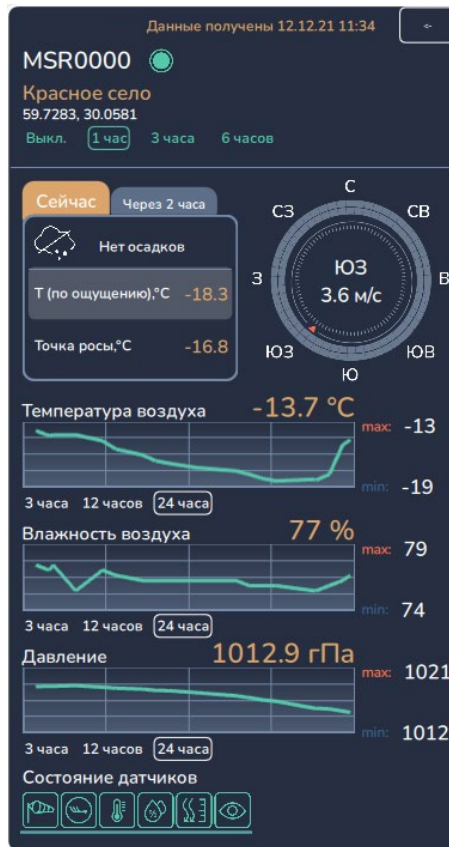 Данные получены 12.12.21 11:34
<-
MSR0000
Красное село
59.7283, 30.0581
Выкл. 1 час 3 часа 6 часов
Сейчас Через 2 часа
Нет осадков
T (по ощущению),°C -18.3
Точка росы,°C -16.8
С
СЗ СВ
З В
ЮЗ
3.6 м/с
ЮЗ ЮВ
Ю
Температура воздуха -13.7 °C
max: -13
min: -19
3 часа 12 часов 24 часа
Влажность воздуха 77 %
max: 79
min: 74
3 часа 12 часов 24 часа
Давление 1012.9 гПа
max: 1021
min: 1012
3 часа 12 часов 24 часа
Состояние датчиков